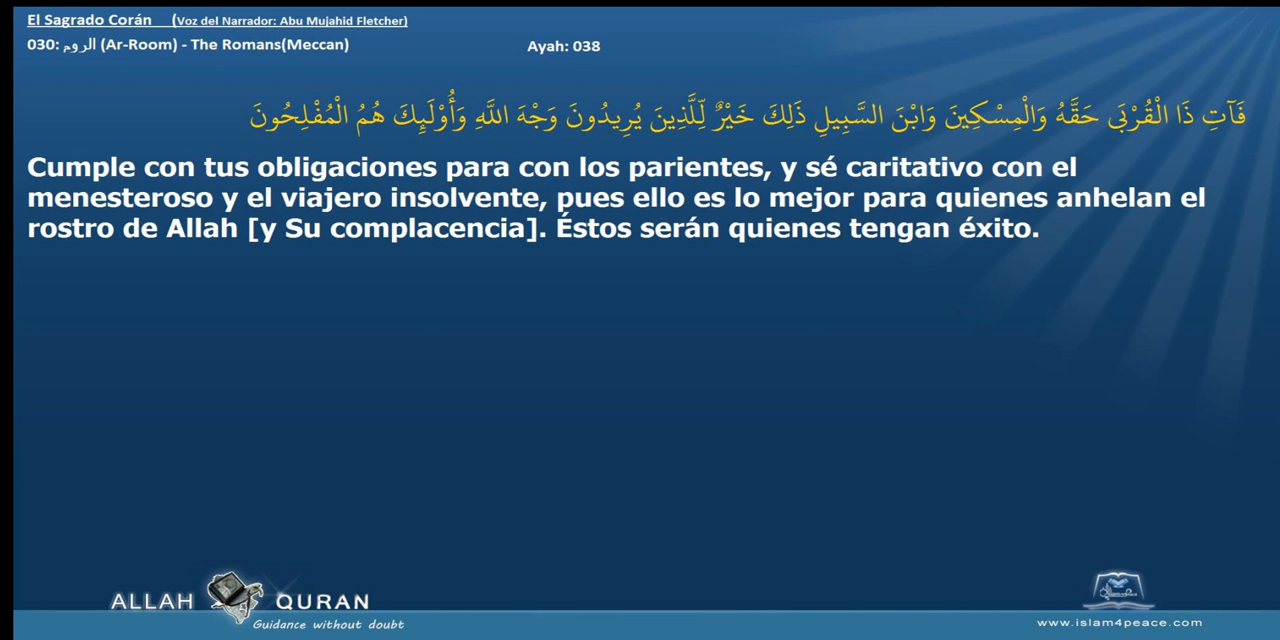 El Sagrado Corán (Voz del Narrador: Abu Mujahid Fletcher)
030: الروم (Ar-Room) - The Romans(Meccan) Ayah: 038
فَآتِ ذَا الْقُرْبَى حَقَّهُ وَالْمِسْكِينَ وَابْنَ السَّبِيلِ ذَلِكَ خَيْرٌ لِّلَّذِينَ يُرِيدُونَ وَجْهَ اللَّهِ وَأُوْلَئِكَ هُمُ الْمُفْلِحُونَ
Cumple con tus obligaciones para con los parientes, y sé caritativo con el
menesteroso y el viajero insolvente, pues ello es lo mejor para quienes anhelan el
rostro de Allah [y Su complacencia]. Éstos serán quienes tengan éxito.
ALLAH QURAN
Guidance without doubt
www.islam4peace.com